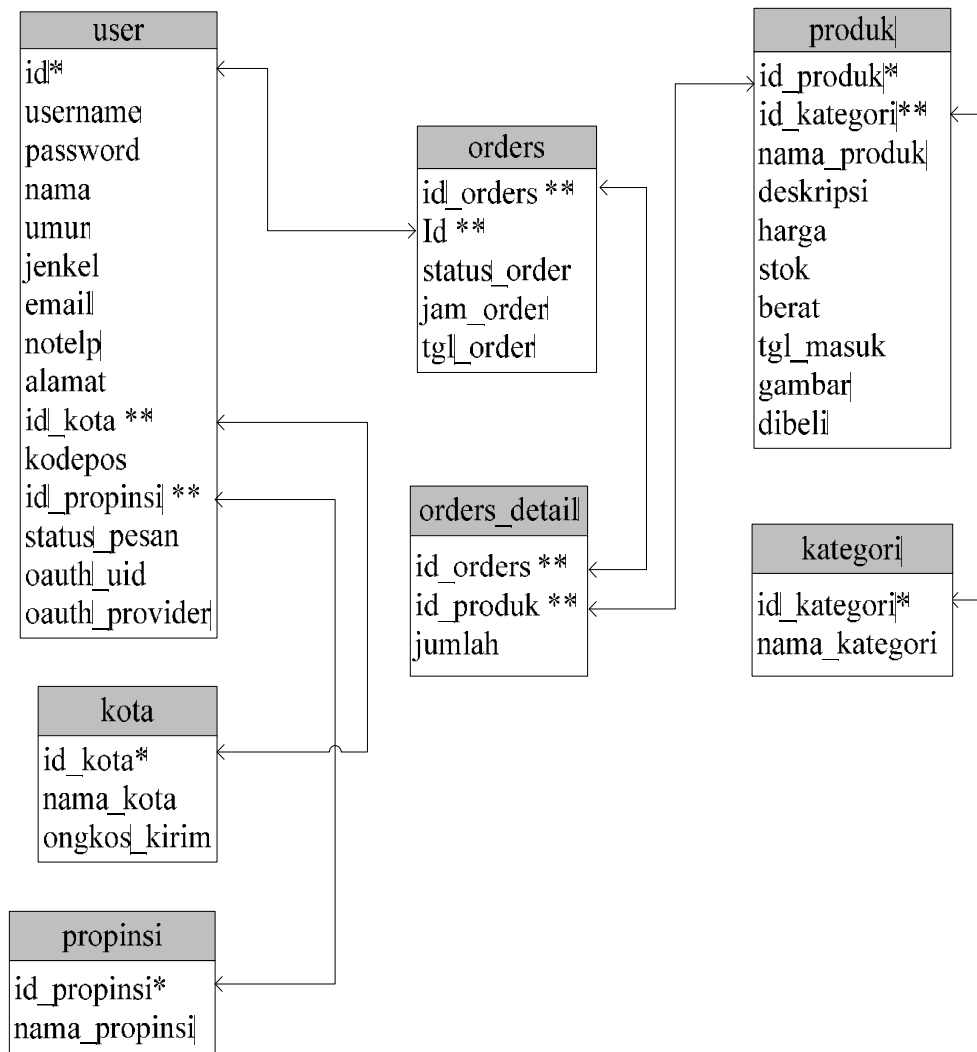 user
id*
username
password
nama
umur
jenkel
email
notelp
alamat
id_kota **
kodepos
id_propinsi **
status_pesan
oauth_uid
oauth_provider
kota
id_kota*
nama_kota
ongkos_kirim
propinsi
id_propinsi*
nama_propinsi
orders
id_orders **
Id **
status_order
jam_order
tgl_order
orders_detail
id_orders **
id_produk **
jumlah
produk
id_produk*
id_kategori**
nama_produk
deskripsi
harga
stok
berat
tgl_masuk
gambar
dibeli
kategori
id_kategori*
nama_kategori